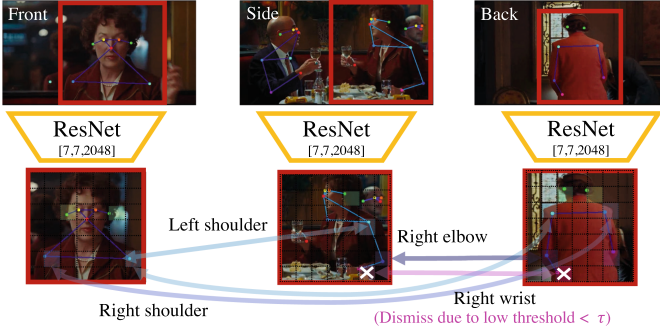 Front
Side
Back
ResNet
[7,7,2048]
ResNet
[7,7,2048]
ResNet
[7,7,2048]
Left shoulder
Right elbow
Right shoulder
Right wrist
(Dismiss due to low threshold < τ)